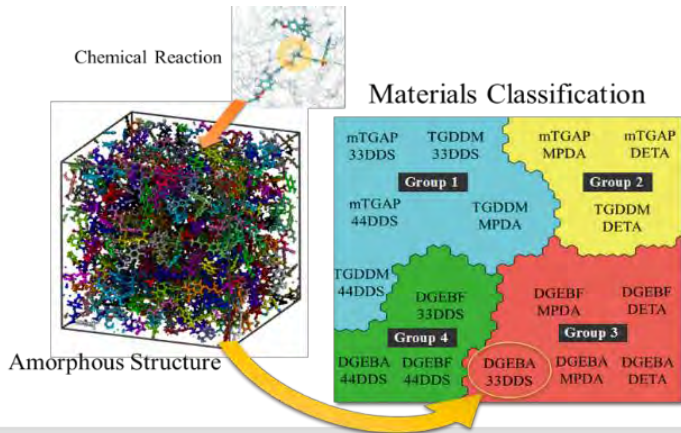 Chemical Reaction
Materials Classification
mTGAP
33DDS
TGDDM
33DDS
mTGAP
MPDA
mTGAP
DETA
Group 1
Group 2
mTGAP
44DDS
TGDDM
MPDA
TGDDM
DETA
TGDDM
44DDS
DGEBF
33DDS
DGEBF
MPDA
DGEBF
DETA
Group 4
Group 3
DGEBA
44DDS
DGEBF
44DDS
DGEBA
33DDS
DGEBA
MPDA
DGEBA
DETA
Amorphous Structure